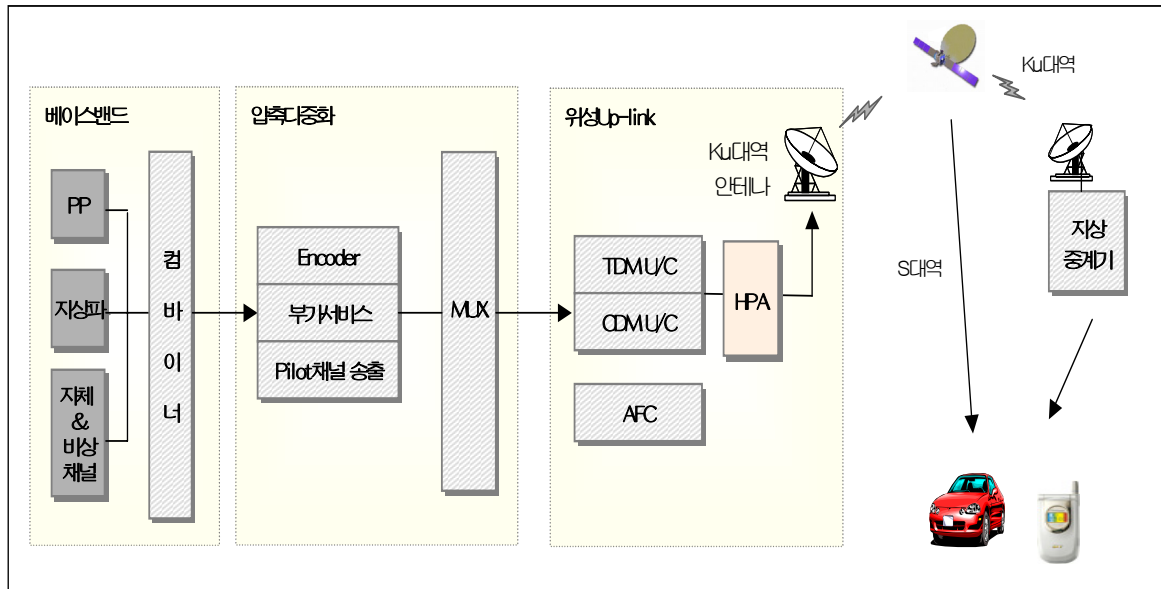 베이스밴드
PP
지상파
자체
&
비상
채널
컴
바
이
너
압축다중화
Encoder
부가서비스
Pilot채널 송출
MUX
위성Up-link
Ku대역
안테나
TDM U/C
CDM U/C
HPA
AFC
Ku대역
S대역
지상
중계기